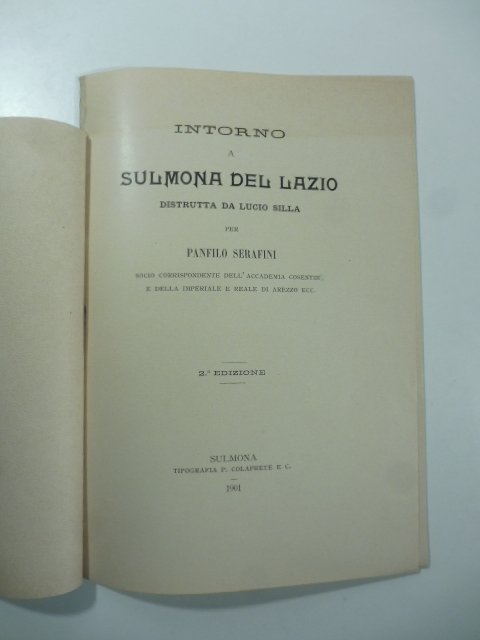 INTORNO
A
SULMONA DEL LAZIO
DISTRUTTA DA LUCIO SILLA
PER
PANFILO SERAFINI
SOCIO CORRISPONDENTE DELL'ACCADEMIA
E DELLA IMPERIALE E REALE DI AREZZO ECC.
2.ª EDIZIONE
SULMONA
TIPOGRAFIA P. COLAPRETE E C.
1901